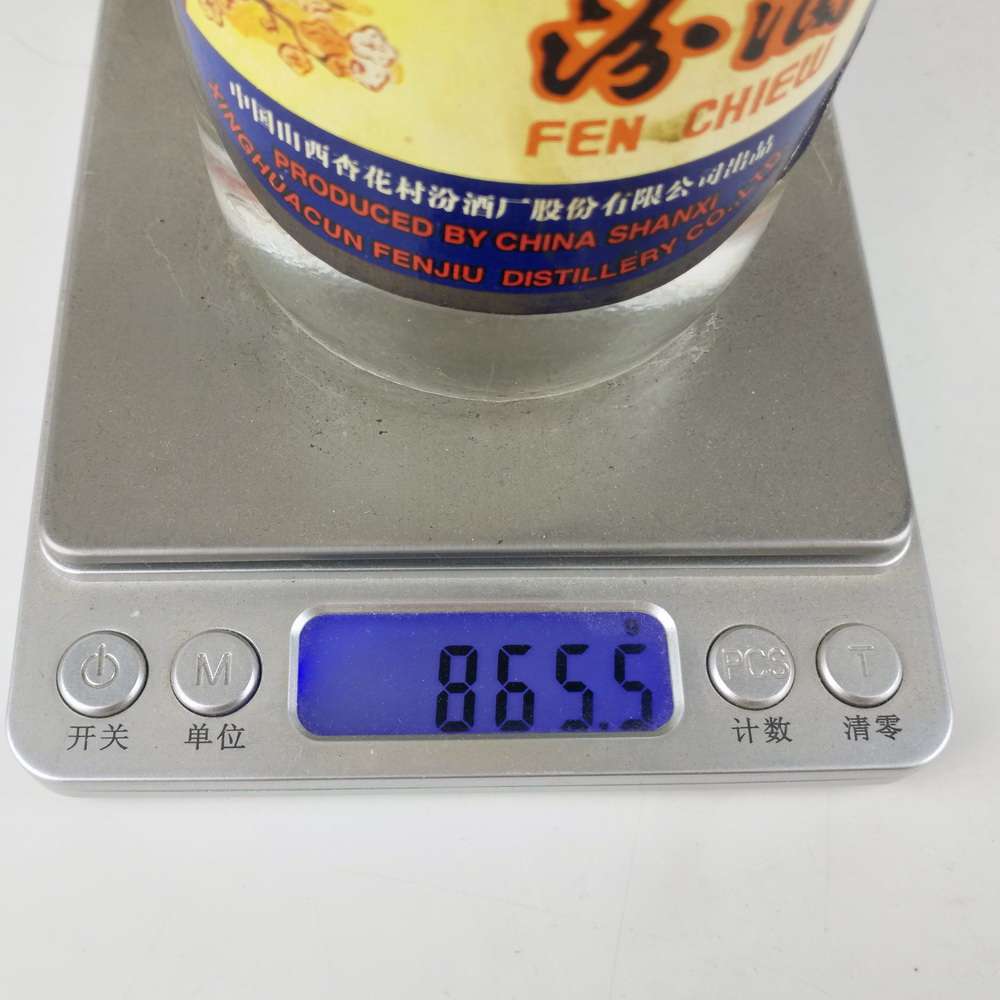 汾酒
FEN CHIEW
中国山西杏花村汾酒厂股份有限公司出品
PRODUCED BY CHINA SHANXI
XINGHUACUN FENJIU DISTILLERY CO.,LTD
g
865.5
M
PCS
T
开关
单位
计数
清零